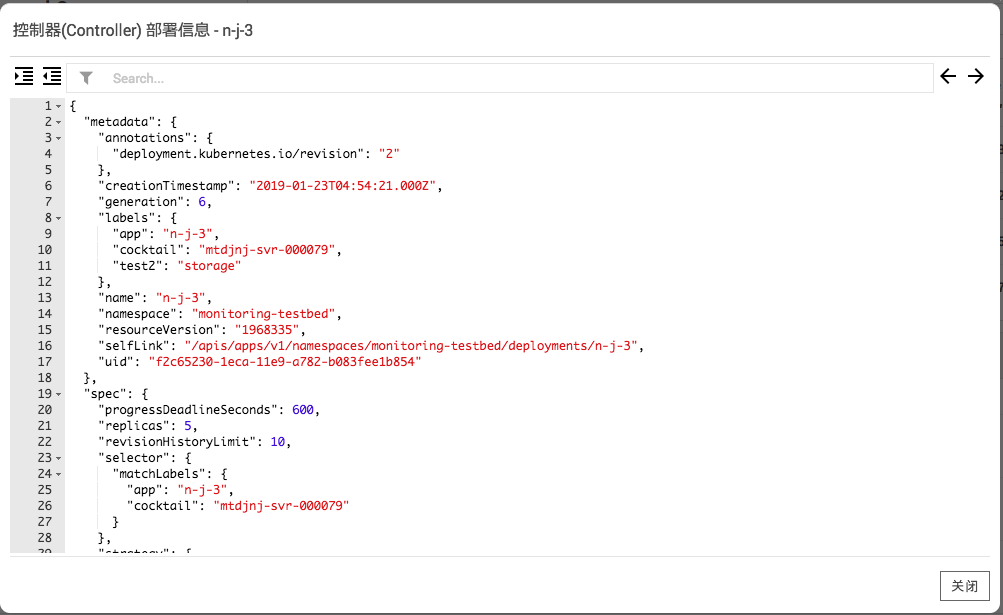 控制器(Controller) 部署信息 - n-j-3
Search...
1 {
2 "metadata": {
3 "annotations": {
4 "deployment.kubernetes.io/revision": "2"
5 },
6 "creationTimestamp": "2019-01-23T04:54:21.000Z",
7 "generation": 6,
8 "labels": {
9 "app": "n-j-3",
10 "cocktail": "mtdjnj-svr-000079",
11 "test2": "storage"
12 },
13 "name": "n-j-3",
14 "namespace": "monitoring-testbed",
15 "resourceVersion": "1968335",
16 "selfLink": "/apis/apps/v1/namespaces/monitoring-testbed/deployments/n-j-3",
17 "uid": "f2c65230-1eca-11e9-a782-b083fee1b854"
18 },
19 "spec": {
20 "progressDeadlineSeconds": 600,
21 "replicas": 5,
22 "revisionHistoryLimit": 10,
23 "selector": {
24 "matchLabels": {
25 "app": "n-j-3",
26 "cocktail": "mtdjnj-svr-000079"
27 }
28 },
29 "strategy": {
关闭